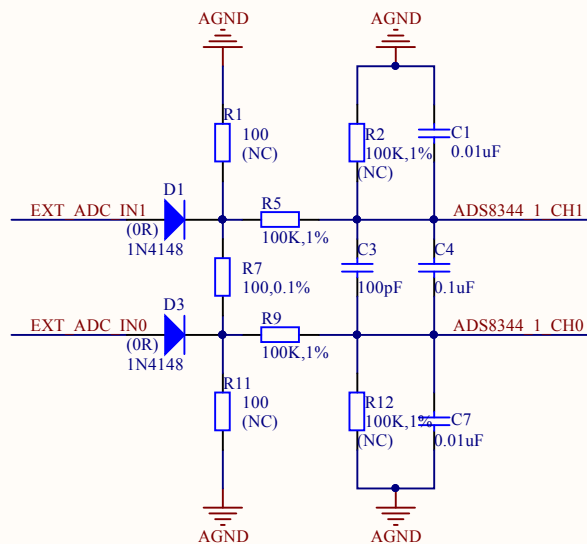 AGND
AGND
R1
100
(NC)
R2
100K,1%
(NC)
C1
0.01uF
D1
EXT_ADC_IN1
(0R)
1N4148
R5
100K,1%
ADS8344_1_CH1
R7
100,0.1%
C3
100pF
C4
0.1uF
D3
EXT_ADC_IN0
(0R)
1N4148
R9
100K,1%
ADS8344_1_CH0
R11
100
(NC)
R12
100K,1%
(NC)
C7
0.01uF
AGND
AGND